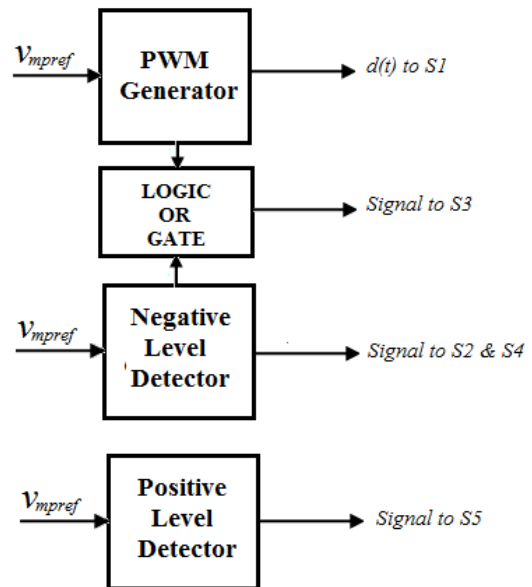 v_mpref
PWM
Generator
d(t) to S1
LOGIC
OR
GATE
Signal to S3
v_mpref
Negative
Level
Detector
Signal to S2 & S4
v_mpref
Positive
Level
Detector
Signal to S5